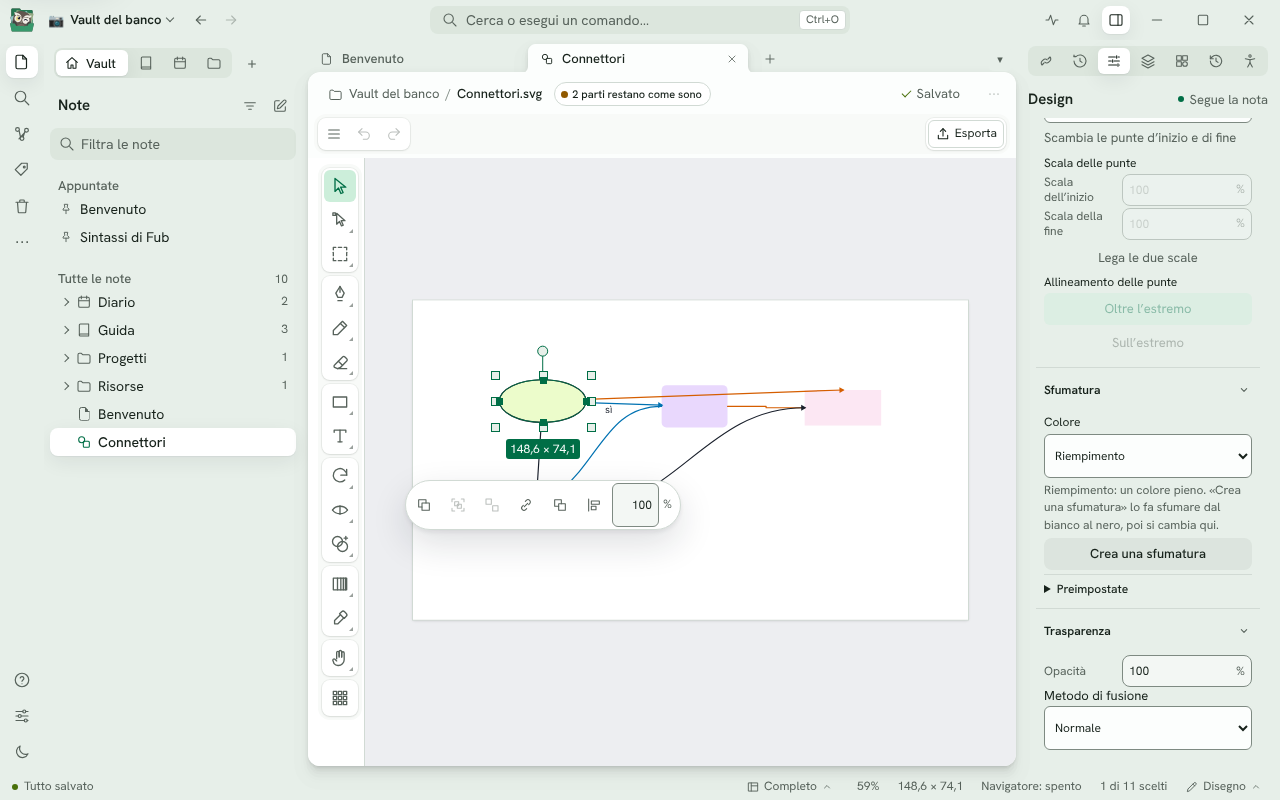 Vault del banco
Cerca o esegui un comando...
Ctrl+O
Vault
Benvenuto
Connettori
Note
Filtra le note
Appuntate
Benvenuto
Sintassi di Fub
Tutte le note
10
Diario
2
Guida
3
Progetti
1
Risorse
1
Benvenuto
Connettori
Tutto salvato
Vault del banco / Connettori.svg
2 parti restano come sono
Salvato
Esporta
sì
148,6 × 74,1
100 %
Design
Segue la nota
Scambia le punte d’inizio e di fine
Scala delle punte
Scala dell’inizio
100 %
Scala della fine
100 %
Lega le due scale
Allineamento delle punte
Oltre l’estremo
Sull’estremo
Sfumatura
Colore
Riempimento
Riempimento: un colore pieno. «Crea
una sfumatura» lo fa sfumare dal
bianco al nero, poi si cambia qui.
Crea una sfumatura
Preimpostate
Trasparenza
Opacità
100 %
Metodo di fusione
Normale
Completo
59%
148,6 × 74,1
Navigatore: spento
1 di 11 scelti
Disegno